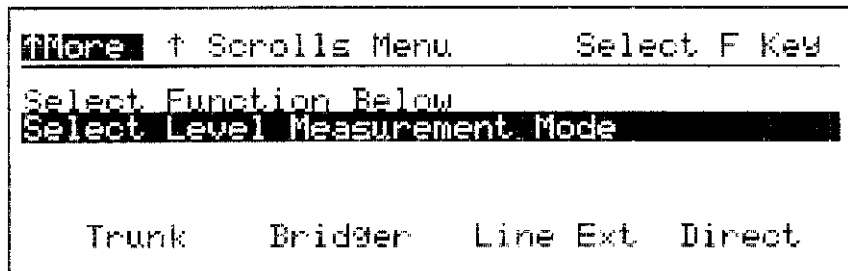 ↑More ↑ Scrolls Menu Select F Key
Select Function Below
Select Level Measurement Mode
Trunk Bridger Line Ext Direct